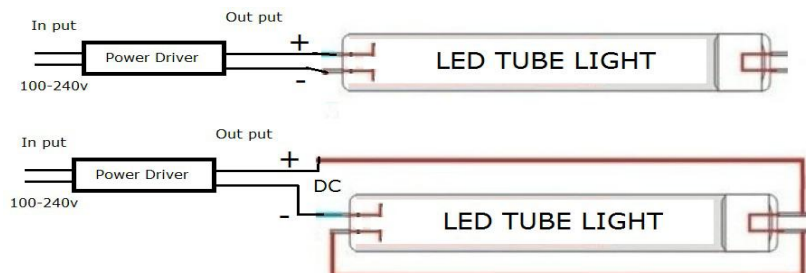 In put
Out put
Power Driver
+
-
100-240v
LED TUBE LIGHT
In put
Out put
Power Driver
+
DC
-
100-240v
LED TUBE LIGHT